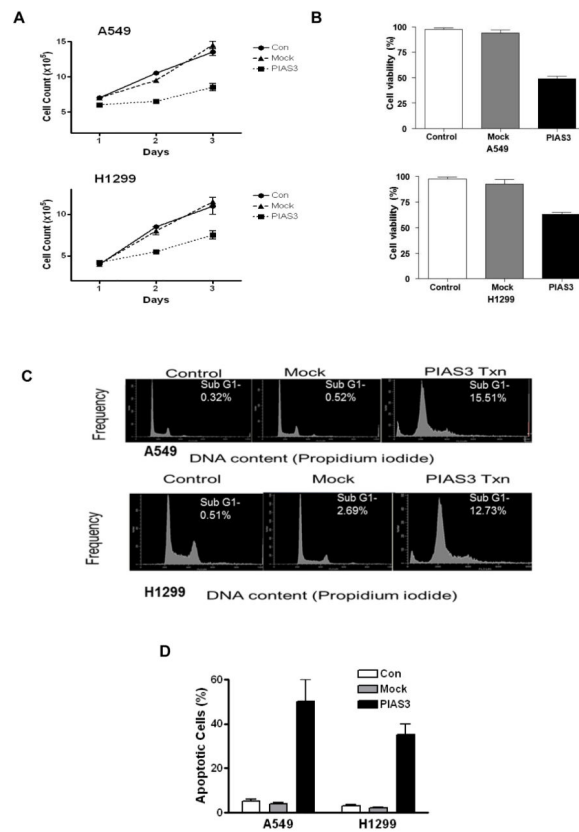 A
A549
Cell Count (x10⁵)
15
10
5
1 2 3
Days
Con
Mock
PIAS3
H1299
Cell Count (x10⁵)
10
5
1 2 3
Days
Con
Mock
PIAS3
B
Cell viability (%)
100
75
50
25
0
Control Mock PIAS3
A549
Cell viability (%)
100
75
50
25
0
Control Mock PIAS3
H1299
C
Control Mock PIAS3 Txn
Frequency
Sub G1-
0.32%
Sub G1-
0.52%
Sub G1-
15.51%
A549
DNA content (Propidium iodide)
Control Mock PIAS3 Txn
Frequency
Sub G1-
0.51%
Sub G1-
2.69%
Sub G1-
12.73%
H1299
DNA content (Propidium iodide)
D
Apoptotic Cells (%)
60
40
20
0
Con
Mock
PIAS3
A549 H1299